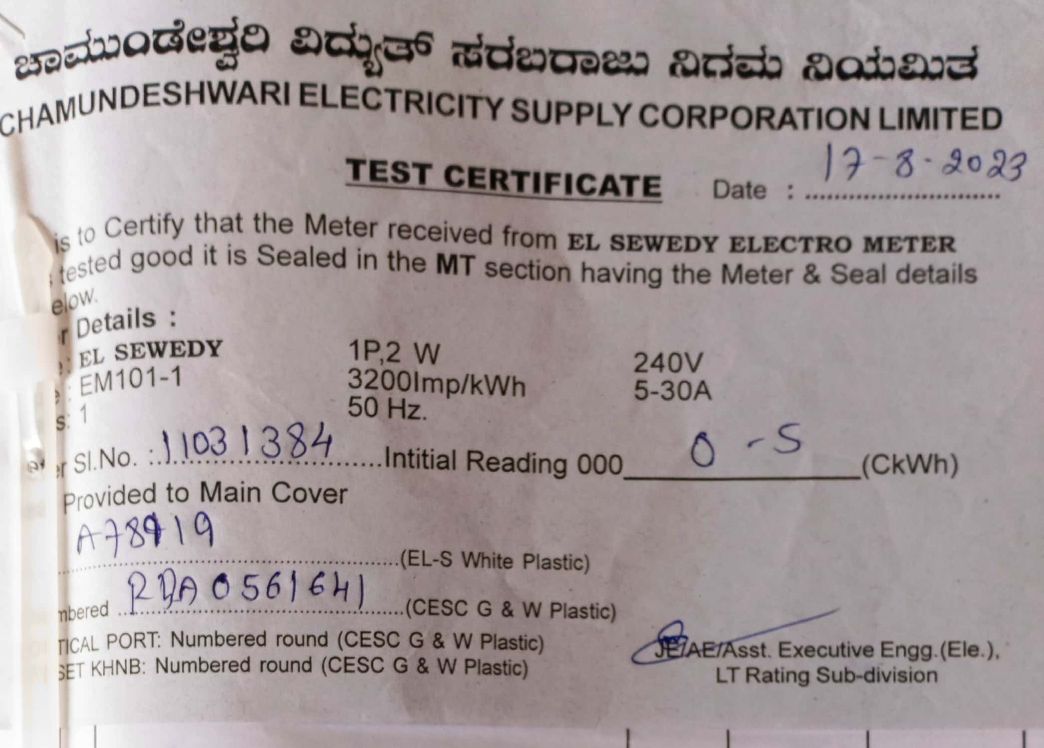 ಚಾಮುಂಡೇಶ್ವರಿ ವಿದ್ಯುತ್ ಸರಬರಾಜು ನಿಗಮ ನಿಯಮಿತ
CHAMUNDESHWARI ELECTRICITY SUPPLY CORPORATION LIMITED
TEST CERTIFICATE Date : 17-8-2023
is to Certify that the Meter received from EL SEWEDY ELECTRO METER
tested good it is Sealed in the MT section having the Meter & Seal details
elow.
r Details :
: EL SEWEDY 1P,2 W 240V
: EM101-1 3200Imp/kWh 5-30A
s: 1 50 Hz.
er Sl.No. : 11031384 Intitial Reading 000 0 - S (CkWh)
Provided to Main Cover
(EL-S White Plastic)
mbered RDA0561641 (CESC G & W Plastic)
TICAL PORT: Numbered round (CESC G & W Plastic)
SET KHNB: Numbered round (CESC G & W Plastic)
JE/AE/Asst. Executive Engg.(Ele.),
LT Rating Sub-division